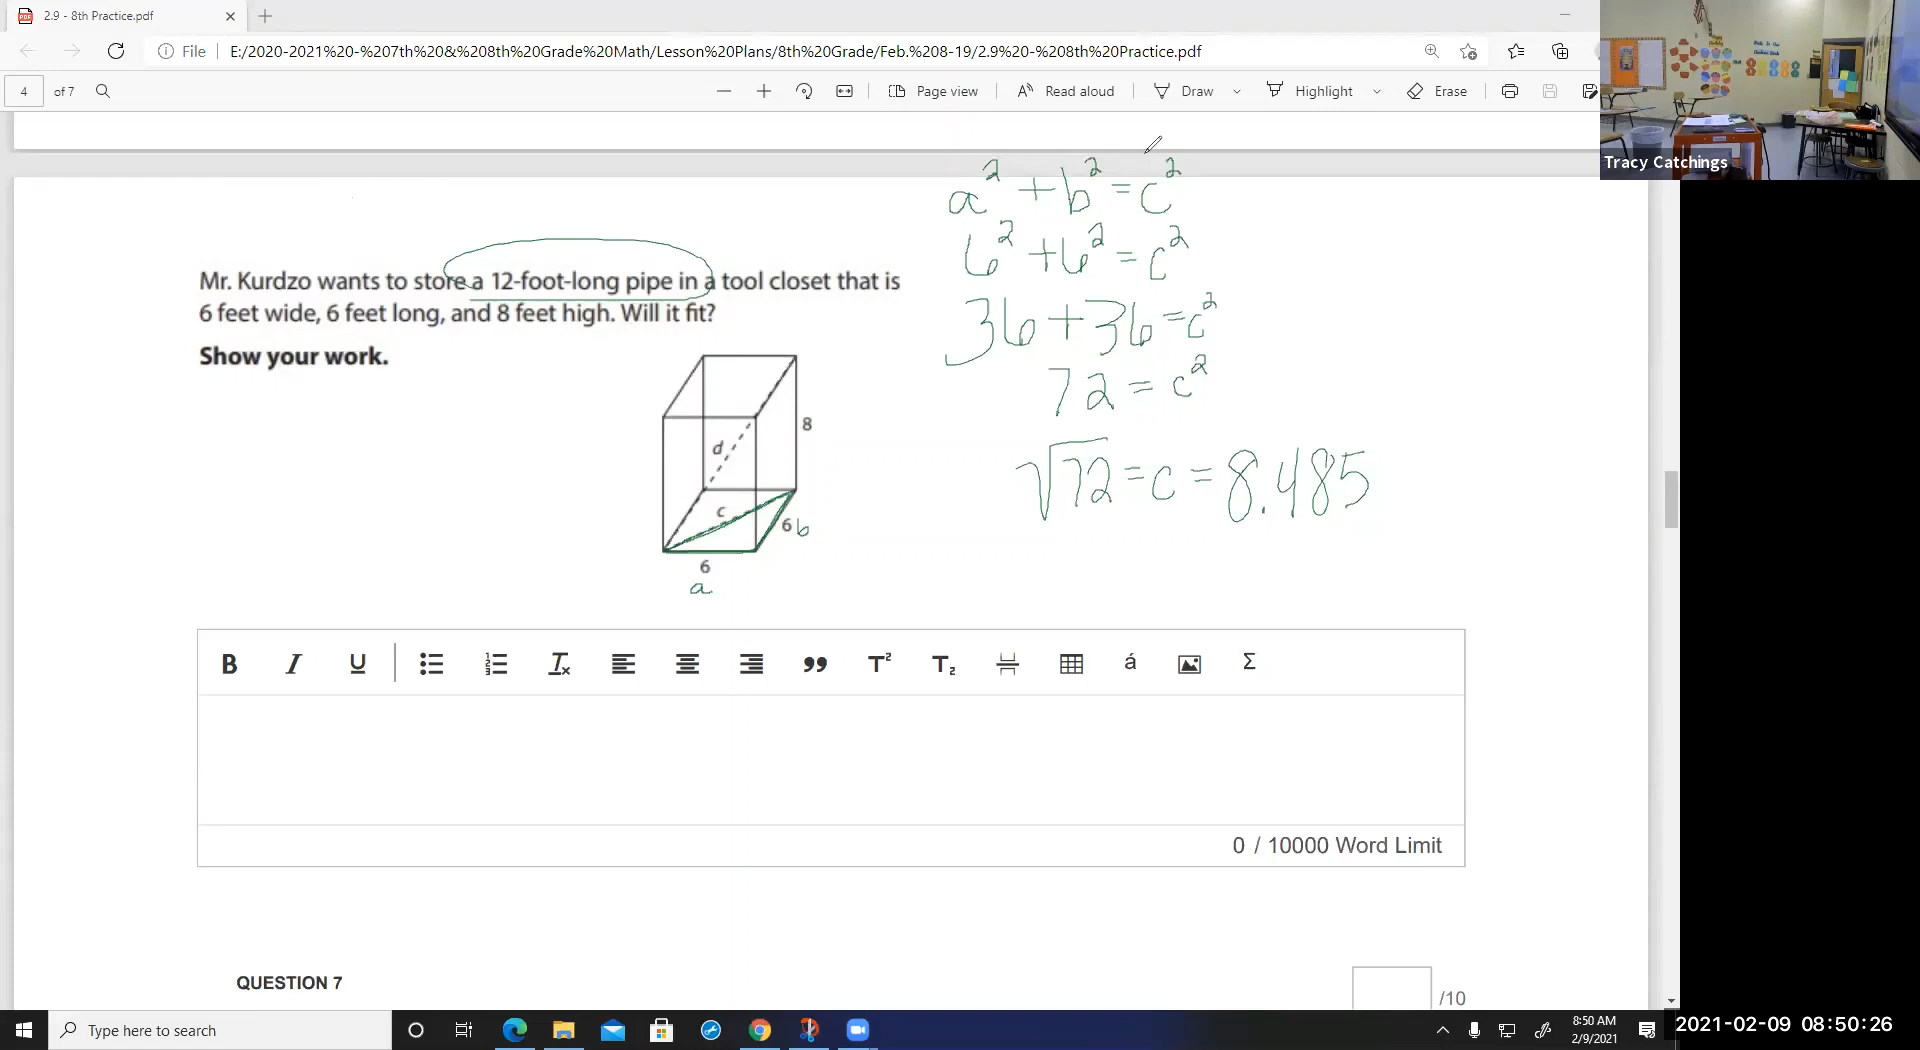 2.9 - 8th Practice.pdf
File E:/2020-2021%20-%207th%20&%208th%20Grade%20Math/Lesson%20Plans/8th%20Grade/Feb.%208-19/2.9%20-%208th%20Practice.pdf
4 of 7 Page view Read aloud Draw Highlight Erase
Tracy Catchings
a² + b² = c²
6² + 6² = c²
36 + 36 = c²
72 = c²
√72 = c = 8.485
Mr. Kurdzo wants to store a 12-foot-long pipe in a tool closet that is
6 feet wide, 6 feet long, and 8 feet high. Will it fit?
Show your work.
8
d
c
6 b
6
a
B I U Tx T² T₂ á Σ
0 / 10000 Word Limit
QUESTION 7
/10
Type here to search
8:50 AM
2/9/2021
2021-02-09 08:50:26